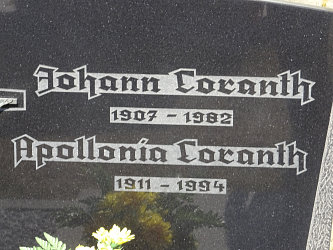 Johann Coranth
1907 - 1982
Apollonia Coranth
1911 - 1994